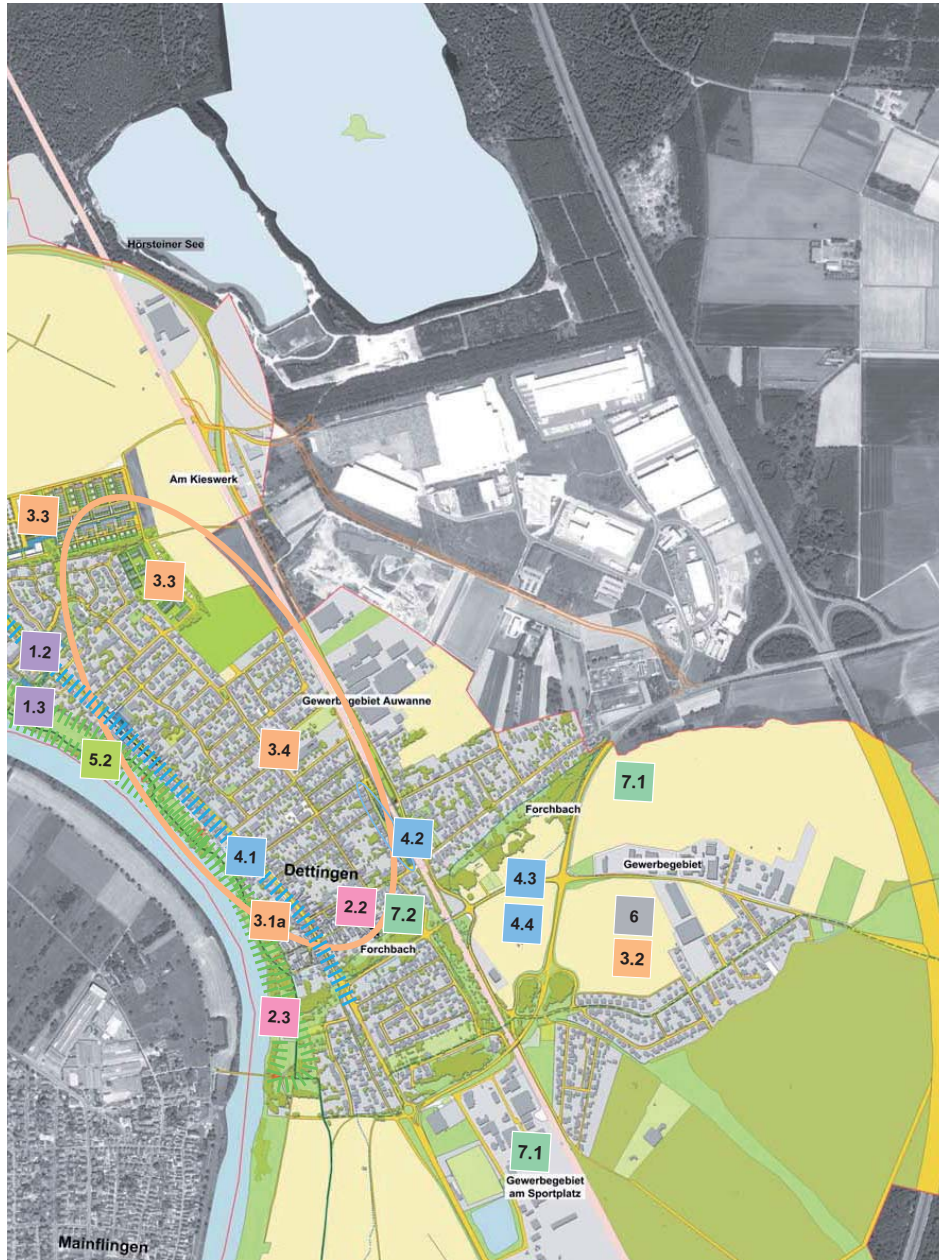 Hörsteiner See
Am Kieswerk
3.3
3.3
1.2
1.3
Gewerbegebiet Auwanne
3.4
5.2
7.1
Forchbach
4.2
4.1
Gewerbegebiet
Dettingen
4.3
2.2
7.2
3.1a
4.4
6
Forchbach
3.2
2.3
7.1
Gewerbegebiet
am Sportplatz
Mainflingen